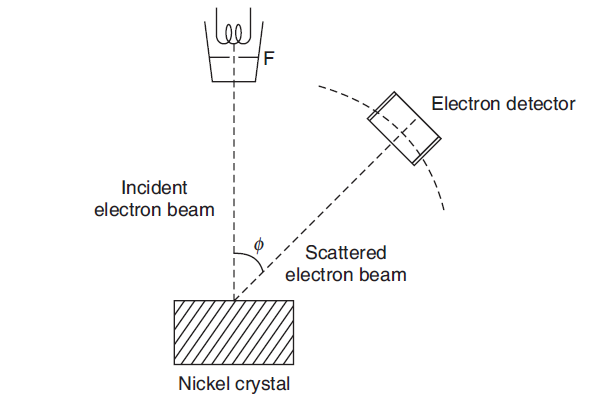 F
Electron detector
Incident
electron beam
ϕ
Scattered
electron beam
Nickel crystal